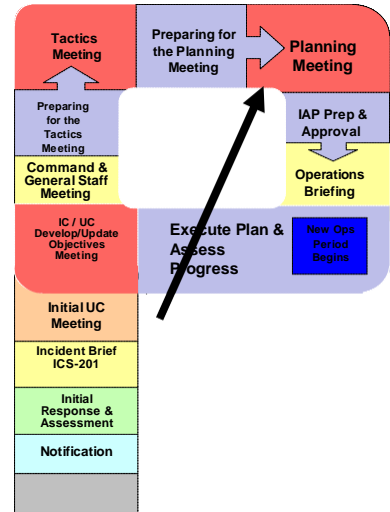 Tactics
Meeting
Preparing for
the Planning
Meeting
Planning
Meeting
Preparing
for the
Tactics
Meeting
IAP Prep &
Approval
Command &
General Staff
Meeting
Operations
Briefing
IC / UC
Develop/Update
Objectives
Meeting
Execute Plan &
Assess
Progress
New Ops
Period
Begins
Initial UC
Meeting
Incident Brief
ICS-201
Initial
Response &
Assessment
Notification